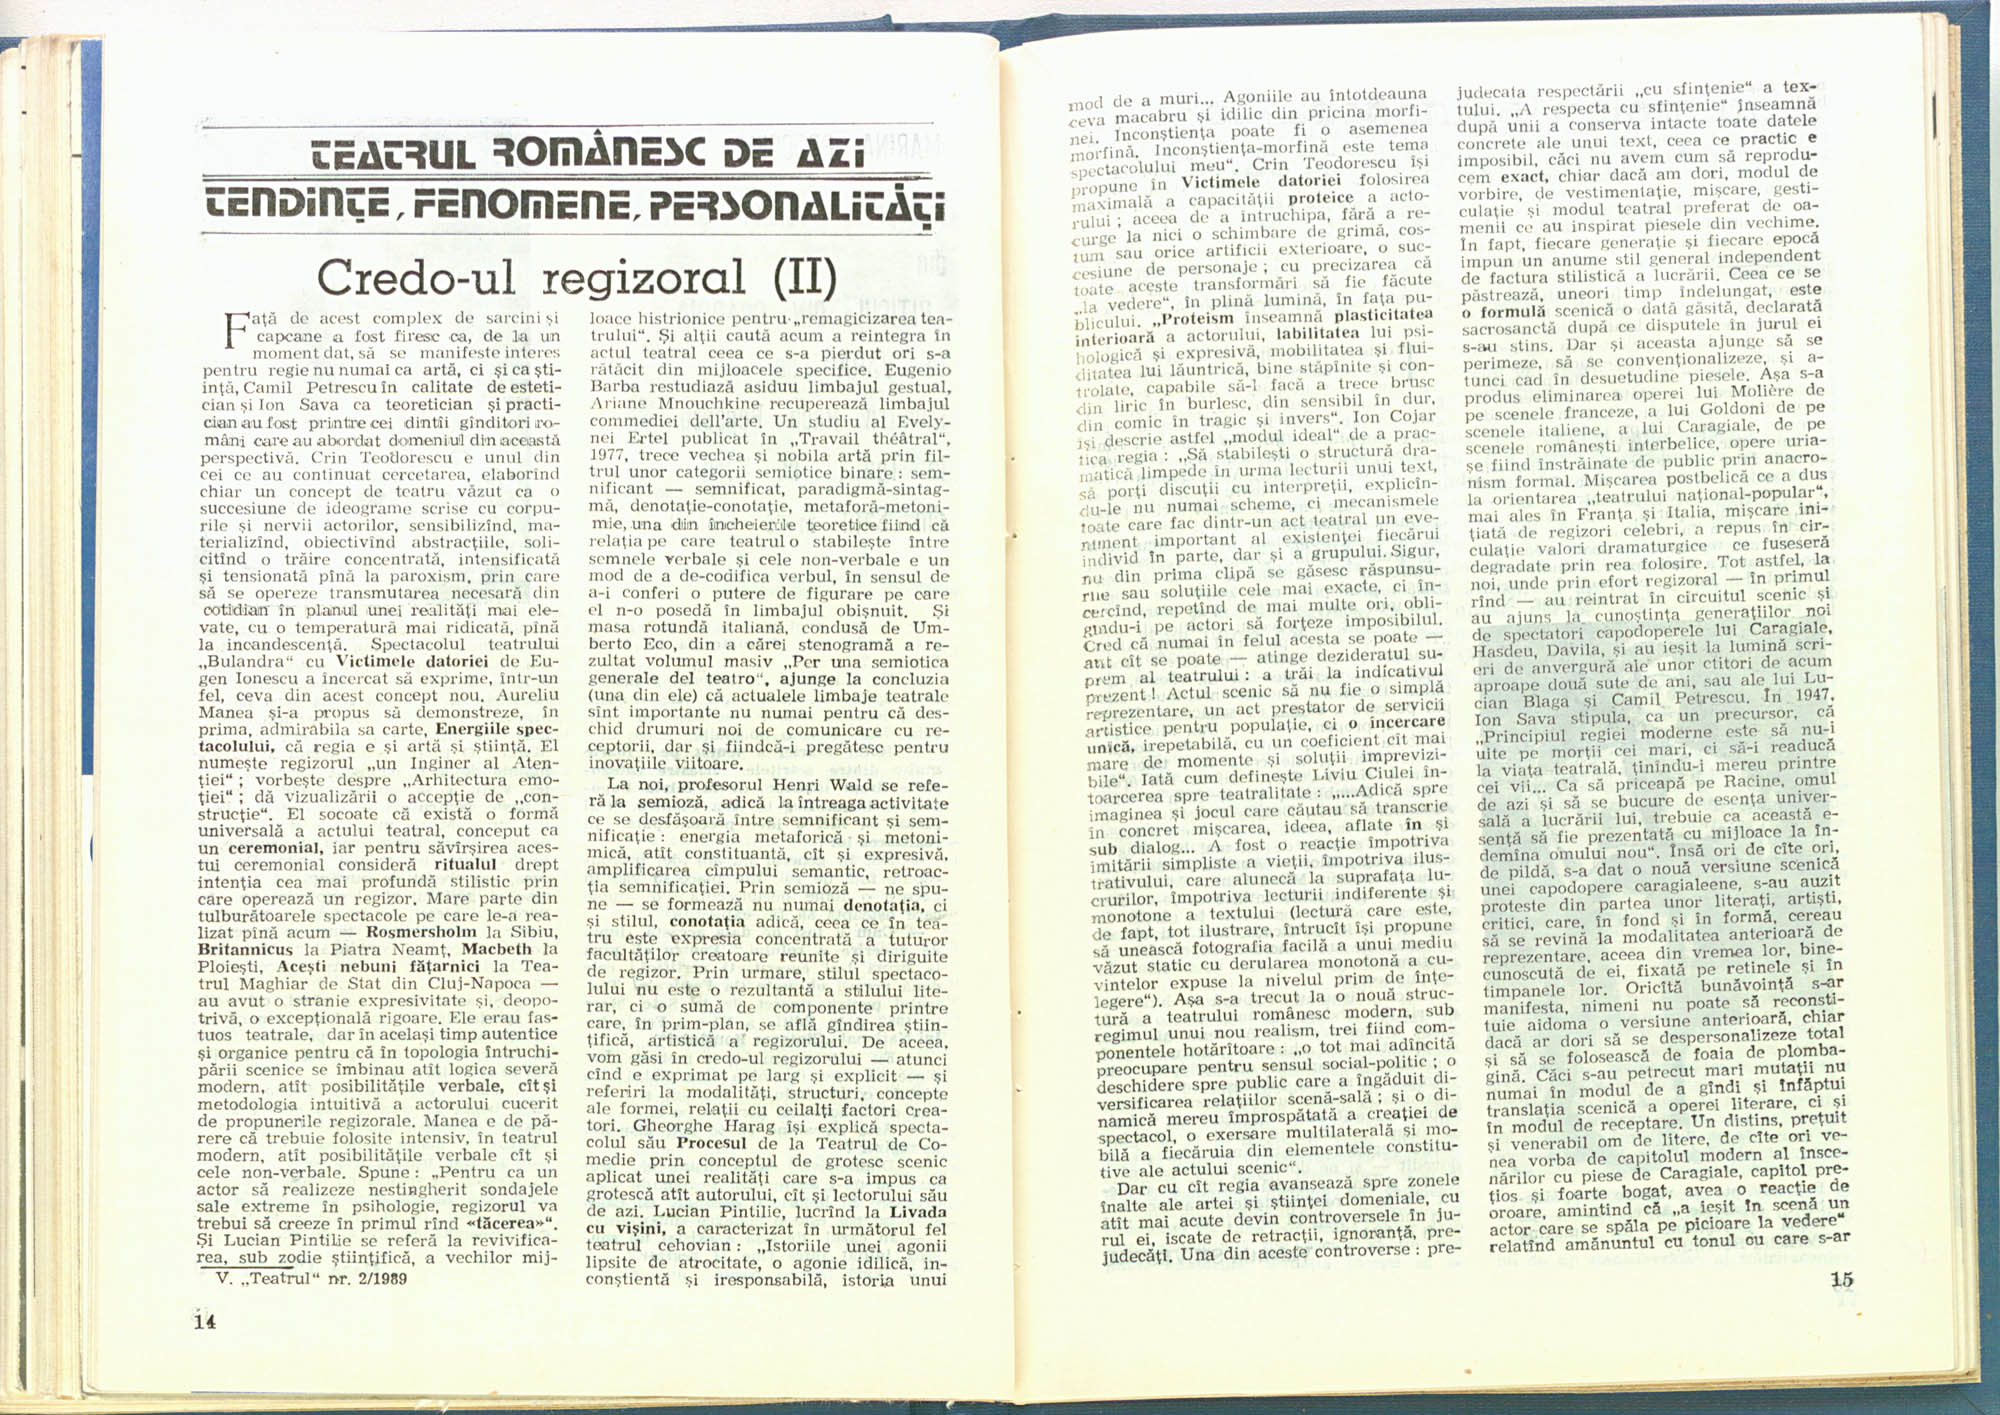 TEATRUL ROMÂNESC DE AZI
TENDINȚE, FENOMENE, PERSONALITĂȚI
Credo-ul regizoral (II)
Față de acest complex de sarcini și
capcane a fost firesc ca, de la un
moment dat, să se manifeste interes
pentru regie nu numai ca artă, ci și ca ști-
ință, Camil Petrescu în calitate de esteti-
cian și Ion Sava ca teoretician și practi-
cian au fost printre cei dintîi gînditori ro-
mâni care au abordat domeniul din această
perspectivă. Crin Teodorescu e unul din
cei ce au continuat cercetarea, elaborînd
chiar un concept de teatru văzut ca o
succesiune de ideograme scrise cu corpu-
rile și nervii actorilor, sensibilizînd, ma-
terializînd, obiectivînd abstracțiile, soli-
citînd o trăire concentrată, intensificată
și tensionată pînă la paroxism, prin care
să se opereze transmutarea necesară din
cotidian în planul unei realități mai ele-
vate, cu o temperatură mai ridicată, pînă
la incandescență. Spectacolul teatrului
„Bulandra“ cu Victimele datoriei de Eu-
gen Ionescu a încercat să exprime, într-un
fel, ceva din acest concept nou. Aureliu
Manea și-a propus să demonstreze, în
prima, admirabila sa carte, Energiile spec-
tacolului, că regia e și artă și știință. El
numește regizorul „un Inginer al Aten-
ției“ ; vorbește despre „Arhitectura emo-
ției“ ; dă vizualizării o accepție de „con-
strucție“. El socoate că există o formă
universală a actului teatral, conceput ca
un ceremonial, iar pentru săvîrșirea aces-
tui ceremonial consideră ritualul drept
intenția cea mai profundă stilistic prin
care operează un regizor. Mare parte din
tulburătoarele spectacole pe care le-a rea-
lizat pînă acum — Rosmersholm la Sibiu,
Britannicus la Piatra Neamț, Macbeth la
Ploiești, Acești nebuni fățarnici la Tea-
trul Maghiar de Stat din Cluj-Napoca —
au avut o stranie expresivitate și, deopo-
trivă, o excepțională rigoare. Ele erau fas-
tuos teatrale, dar în același timp autentice
și organice pentru că în topologia întruchi-
pării scenice se îmbinau atît logica severă
modern, atît posibilitățile verbale, cît și
metodologia intuitivă a actorului cucerit
de propunerile regizorale. Manea e de pă-
rere că trebuie folosite intensiv, în teatrul
modern, atît posibilitățile verbale cît și
cele non-verbale. Spune : „Pentru ca un
actor să realizeze nestingherit sondajele
sale extreme în psihologie, regizorul va
trebui să creeze în primul rînd «tăcerea»“.
Și Lucian Pintilie se referă la revivifica-
rea, sub zodie științifică, a vechilor mij-
V. „Teatrul“ nr. 2/1989
14
loace histrionice pentru „remagicizarea tea-
trului“. Și alții caută acum a reintegra în
actul teatral ceea ce s-a pierdut ori s-a
rătăcit din mijloacele specifice. Eugenio
Barba restudiază asiduu limbajul gestual,
Ariane Mnouchkine recuperează limbajul
commediei dell'arte. Un studiu al Evely-
nei Ertel publicat în „Travail théâtral“,
1977, trece vechea și nobila artă prin fil-
trul unor categorii semiotice binare : sem-
nificant — semnificat, paradigmă-sintag-
mă, denotație-conotație, metaforă-metoni-
mie, una din încheierile teoretice fiind că
relația pe care teatrul o stabilește între
semnele verbale și cele non-verbale e un
mod de a de-codifica verbul, în sensul de
a-i conferi o putere de figurare pe care
el n-o posedă în limbajul obișnuit. Și
masa rotundă italiană, condusă de Um-
berto Eco, din a cărei stenogramă a re-
zultat volumul masiv „Per una semiotica
generale del teatro“, ajunge la concluzia
(una din ele) că actualele limbaje teatrale
sînt importante nu numai pentru că des-
chid drumuri noi de comunicare cu re-
ceptorii, dar și fiindcă-i pregătesc pentru
inovațiile viitoare.
La noi, profesorul Henri Wald se refe-
ră la semioză, adică la întreaga activitate
ce se desfășoară între semnificant și sem-
nificație : energia metaforică și metoni-
mică, atît constituantă, cît și expresivă,
amplificarea cîmpului semantic, retroac-
ția semnificației. Prin semioză — ne spu-
ne — se formează nu numai denotația, ci
și stilul, conotația adică, ceea ce în tea-
tru este expresia concentrată a tuturor
facultăților creatoare reunite și diriguite
de regizor. Prin urmare, stilul spectaco-
lului nu este o rezultantă a stilului lite-
rar, ci o sumă de componente printre
care, în prim-plan, se află gîndirea știin-
țifică, artistică a regizorului. De aceea,
vom găsi în credo-ul regizorului — atunci
cînd e exprimat pe larg și explicit — și
referiri la modalități, structuri, concepte
ale formei, relații cu ceilalți factori crea-
tori. Gheorghe Harag își explică specta-
colul său Procesul de la Teatrul de Co-
medie prin conceptul de grotesc scenic
aplicat unei realități care s-a impus ca
grotescă atît autorului, cît și lectorului său
de azi. Lucian Pintilie, lucrînd la Livada
cu vișini, a caracterizat în următorul fel
teatrul cehovian : „Istoriile unei agonii
lipsite de atrocitate, o agonie idilică, in-
conștientă și iresponsabilă, istoria unui
mod de a muri... Agoniile au întotdeauna
ceva macabru și idilic din pricina morfi-
nei. Inconștiența poate fi o asemenea
morfină. Inconștiența-morfină este tema
spectacolului meu“. Crin Teodorescu își
propune în Victimele datoriei folosirea
maximală a capacității proteice a acto-
rului ; aceea de a întruchipa, fără a re-
curge la nici o schimbare de grimă, cos-
tum sau orice artificii exterioare, o suc-
cesiune de personaje ; cu precizarea că
toate aceste transformări să fie făcute
„la vedere“, în plină lumină, în fața pu-
blicului. „Proteism înseamnă plasticitatea
interioară a actorului, labilitatea lui psi-
hologică și expresivă, mobilitatea și flui-
ditatea lui lăuntrică, bine stăpînite și con-
trolate, capabile să-l facă a trece brusc
din liric în burlesc, din sensibil în dur,
din comic în tragic și invers“. Ion Cojar
își descrie astfel „modul ideal“ de a prac-
tica regia : „Să stabilești o structură dra-
matică limpede în urma lecturii unui text,
să porți discuții cu interpreții, explicîn-
du-le nu numai scheme, ci mecanismele
toate care fac dintr-un act teatral un eve-
niment important al existenței fiecărui
individ în parte, dar și a grupului. Sigur,
nu din prima clipă se găsesc răspunsu-
rile sau soluțiile cele mai exacte, ci în-
cercînd, repetînd de mai multe ori, obli-
gîndu-i pe actori să forțeze imposibilul.
Cred că numai în felul acesta se poate —
atît cît se poate — atinge dezideratul su-
prem al teatrului : a trăi la indicativul
prezent ! Actul scenic să nu fie o simplă
reprezentare, un act prestator de servicii
artistice pentru populație, ci o încercare
unică, irepetabilă, cu un coeficient cît mai
mare de momente și soluții imprevizi-
bile“. Iată cum definește Liviu Ciulei în-
toarcerea spre teatralitate : „....Adică spre
imaginea și jocul care căutau să transcrie
în concret mișcarea, ideea, aflate în și
sub dialog... A fost o reacție împotriva
imitării simpliste a vieții, împotriva ilus-
trativului, care alunecă la suprafața lu-
crurilor, împotriva lecturii indiferente și
monotone a textului (lectură care este,
de fapt, tot ilustrare, întrucît își propune
să unească fotografia facilă a unui mediu
văzut static cu derularea monotonă a cu-
vintelor expuse la nivelul prim de înțe-
legere“). Așa s-a trecut la o nouă struc-
tură a teatrului românesc modern, sub
regimul unui nou realism, trei fiind com-
ponentele hotărîtoare : „o tot mai adîncită
preocupare pentru sensul social-politic ; o
deschidere spre public care a îngăduit di-
versificarea relațiilor scenă-sală ; și o di-
namică mereu împrospătată a creației de
spectacol, o exersare multilaterală și mo-
bilă a fiecăruia din elementele constitu-
tive ale actului scenic“.
Dar cu cît regia avansează spre zonele
înalte ale artei și științei domeniale, cu
atît mai acute devin controversele în ju-
rul ei, iscate de retracții, ignoranță, pre-
judecăți. Una din aceste controverse : pre-
judecata respectării „cu sfințenie“ a tex-
tului. „A respecta cu sfințenie“ înseamnă
după unii a conserva intacte toate datele
concrete ale unui text, ceea ce practic e
imposibil, căci nu avem cum să reprodu-
cem exact, chiar dacă am dori, modul de
vorbire, de vestimentație, mișcare, gesti-
culație și modul teatral preferat de oa-
menii ce au inspirat piesele din vechime.
În fapt, fiecare generație și fiecare epocă
impun un anume stil general independent
de factura stilistică a lucrării. Ceea ce se
păstrează, uneori timp îndelungat, este
o formulă scenică o dată găsită, declarată
sacrosanctă după ce disputele în jurul ei
s-au stins. Dar și aceasta ajunge să se
perimeze, să se convenționalizeze, și a-
tunci cad în desuetudine piesele. Așa s-a
produs eliminarea operei lui Molière de
pe scenele franceze, a lui Goldoni de pe
scenele italiene, a lui Caragiale, de pe
scenele românești interbelice, opere uria-
șe fiind înstrăinate de public prin anacro-
nism formal. Mișcarea postbelică ce a dus
la orientarea „teatrului național-popular“,
mai ales în Franța și Italia, mișcare ini-
țiată de regizori celebri, a repus în cir-
culație valori dramaturgice ce fuseseră
degradate prin rea folosire. Tot astfel, la
noi, unde prin efort regizoral — în primul
rînd — au reintrat în circuitul scenic și
au ajuns la cunoștința generațiilor noi
de spectatori capodoperele lui Caragiale,
Hasdeu, Davila, și au ieșit la lumină scri-
eri de anvergură ale unor ctitori de acum
aproape două sute de ani, sau ale lui Lu-
cian Blaga și Camil Petrescu. În 1947,
Ion Sava stipula, ca un precursor, că
„Principiul regiei moderne este să nu-i
uite pe morții cei mari, ci să-i readucă
la viața teatrală, ținîndu-i mereu printre
cei vii... Ca să priceapă pe Racine, omul
de azi și să se bucure de esența univer-
sală a lucrării lui, trebuie ca această e-
sență să fie prezentată cu mijloace la în-
demîna omului nou“. Însă ori de cîte ori,
de pildă, s-a dat o nouă versiune scenică
unei capodopere caragialeene, s-au auzit
proteste din partea unor literați, artiști,
critici, care, în fond și în formă, cereau
să se revină la modalitatea anterioară de
reprezentare, aceea din vremea lor, bine-
cunoscută de ei, fixată pe retinele și în
timpanele lor. Oricîtă bunăvoință s-ar
manifesta, nimeni nu poate să reconsti-
tuie aidoma o versiune anterioară, chiar
dacă ar dori să se despersonalizeze total
și să se folosească de foaia de plomba-
gină. Căci s-au petrecut mari mutații nu
numai în modul de a gîndi și înfăptui
translația scenică a operei literare, ci și
în modul de receptare. Un distins, prețuit
și venerabil om de litere, de cîte ori ve-
nea vorba de capitolul modern al însce-
nărilor cu piese de Caragiale, capitol pre-
țios și foarte bogat, avea o reacție de
oroare, amintind că „a ieșit în scenă un
actor care se spăla pe picioare la vedere“
relatînd amănuntul cu tonul cu care s-ar
15